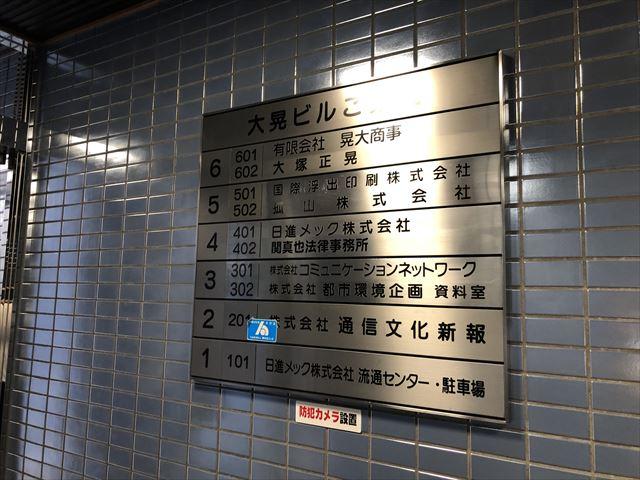 大晃ビルご
6 601 有限会社 晃大商事
602 大塚正晃
5 501 国際浮出印刷株式会社
502 山株式会社
4 401 日進メック株式会社
402 関真也法律事務所
3 301 株式会社コミュニケーションネットワーク
302 株式会社 都市環境企画 資料室
2 201 株式会社 通信文化新報
1 101 日進メック株式会社 流通センター・駐車場
防犯カメラ設置